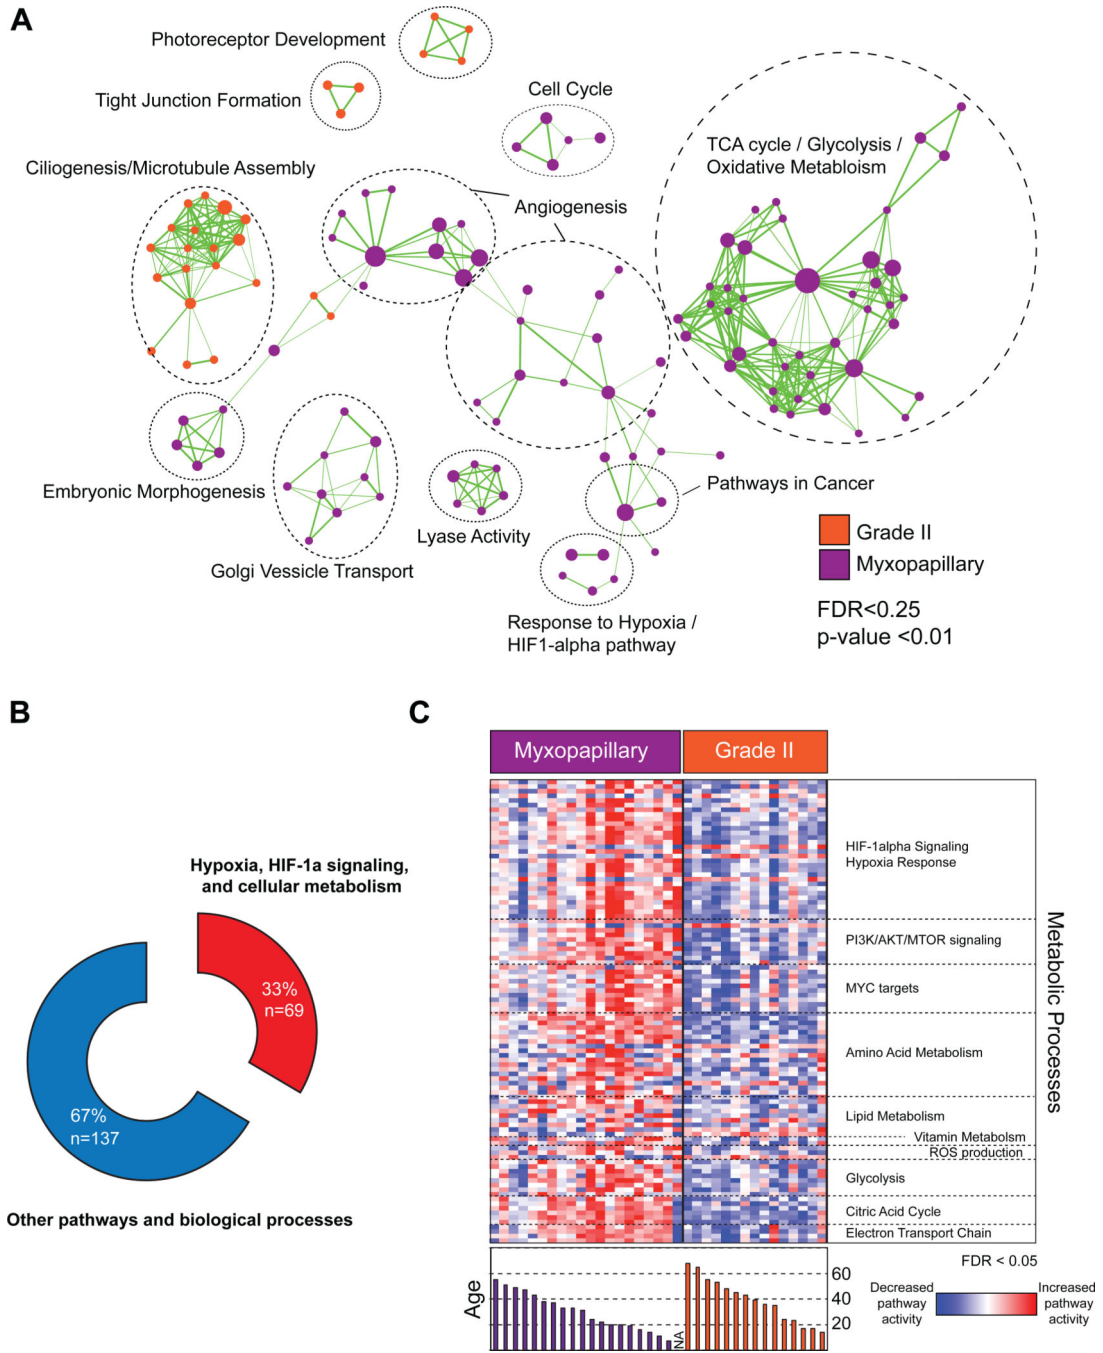 A
Photoreceptor Development
Tight Junction Formation
Cell Cycle
TCA cycle / Glycolysis /
Oxidative Metabloism
Ciliogenesis/Microtubule Assembly
Angiogenesis
Embryonic Morphogenesis
Golgi Vessicle Transport
Lyase Activity
Pathways in Cancer
Response to Hypoxia /
HIF1-alpha pathway
Grade II
Myxopapillary
FDR<0.25
p-value <0.01
B
Hypoxia, HIF-1a signaling,
and cellular metabolism
33%
n=69
67%
n=137
Other pathways and biological processes
C
Myxopapillary
Grade II
HIF-1alpha Signaling
Hypoxia Response
PI3K/AKT/MTOR signaling
MYC targets
Amino Acid Metabolism
Lipid Metabolism
Vitamin Metabolsm
ROS production
Glycolysis
Citric Acid Cycle
Electron Transport Chain
Metabolic Processes
Age
NA
60
40
20
FDR < 0.05
Decreased
pathway
activity
Increased
pathway
activity